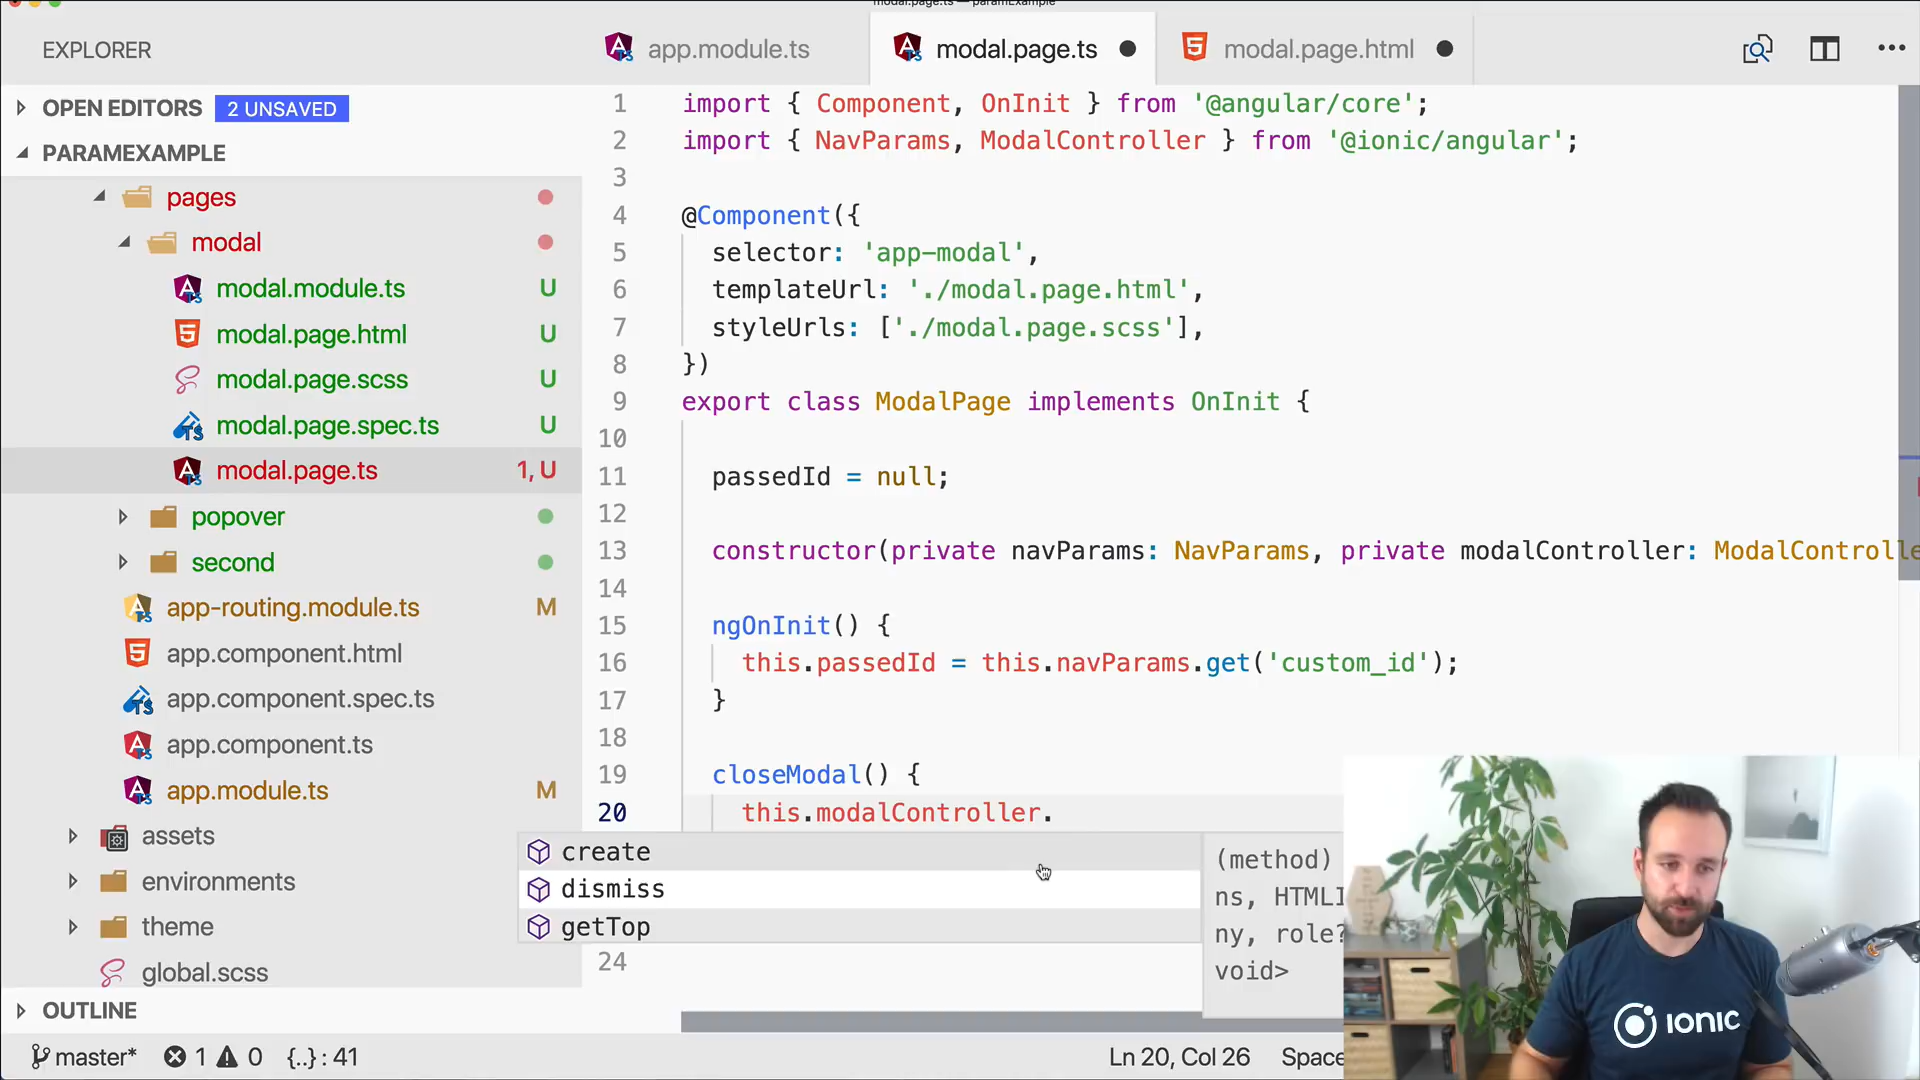 modal.page.ts — paramExample
EXPLORER
app.module.ts
modal.page.ts
modal.page.html
OPEN EDITORS 2 UNSAVED
PARAMEXAMPLE
pages
modal
modal.module.ts U
modal.page.html U
modal.page.scss U
modal.page.spec.ts U
modal.page.ts 1, U
popover
second
app-routing.module.ts M
app.component.html
app.component.spec.ts
app.component.ts
app.module.ts M
assets
environments
theme
global.scss
OUTLINE
1 import { Component, OnInit } from '@angular/core';
2 import { NavParams, ModalController } from '@ionic/angular';
3
4 @Component({
5 selector: 'app-modal',
6 templateUrl: './modal.page.html',
7 styleUrls: ['./modal.page.scss'],
8 })
9 export class ModalPage implements OnInit {
10
11 passedId = null;
12
13 constructor(private navParams: NavParams, private modalController: ModalControlle
14
15 ngOnInit() {
16 this.passedId = this.navParams.get('custom_id');
17 }
18
19 closeModal() {
20 this.modalController.
create
dismiss
getTop
24
(method)
ns, HTMLI
ny, role?
void>
IONIC
master* 1 0 {..} : 41
Ln 20, Col 26 Space